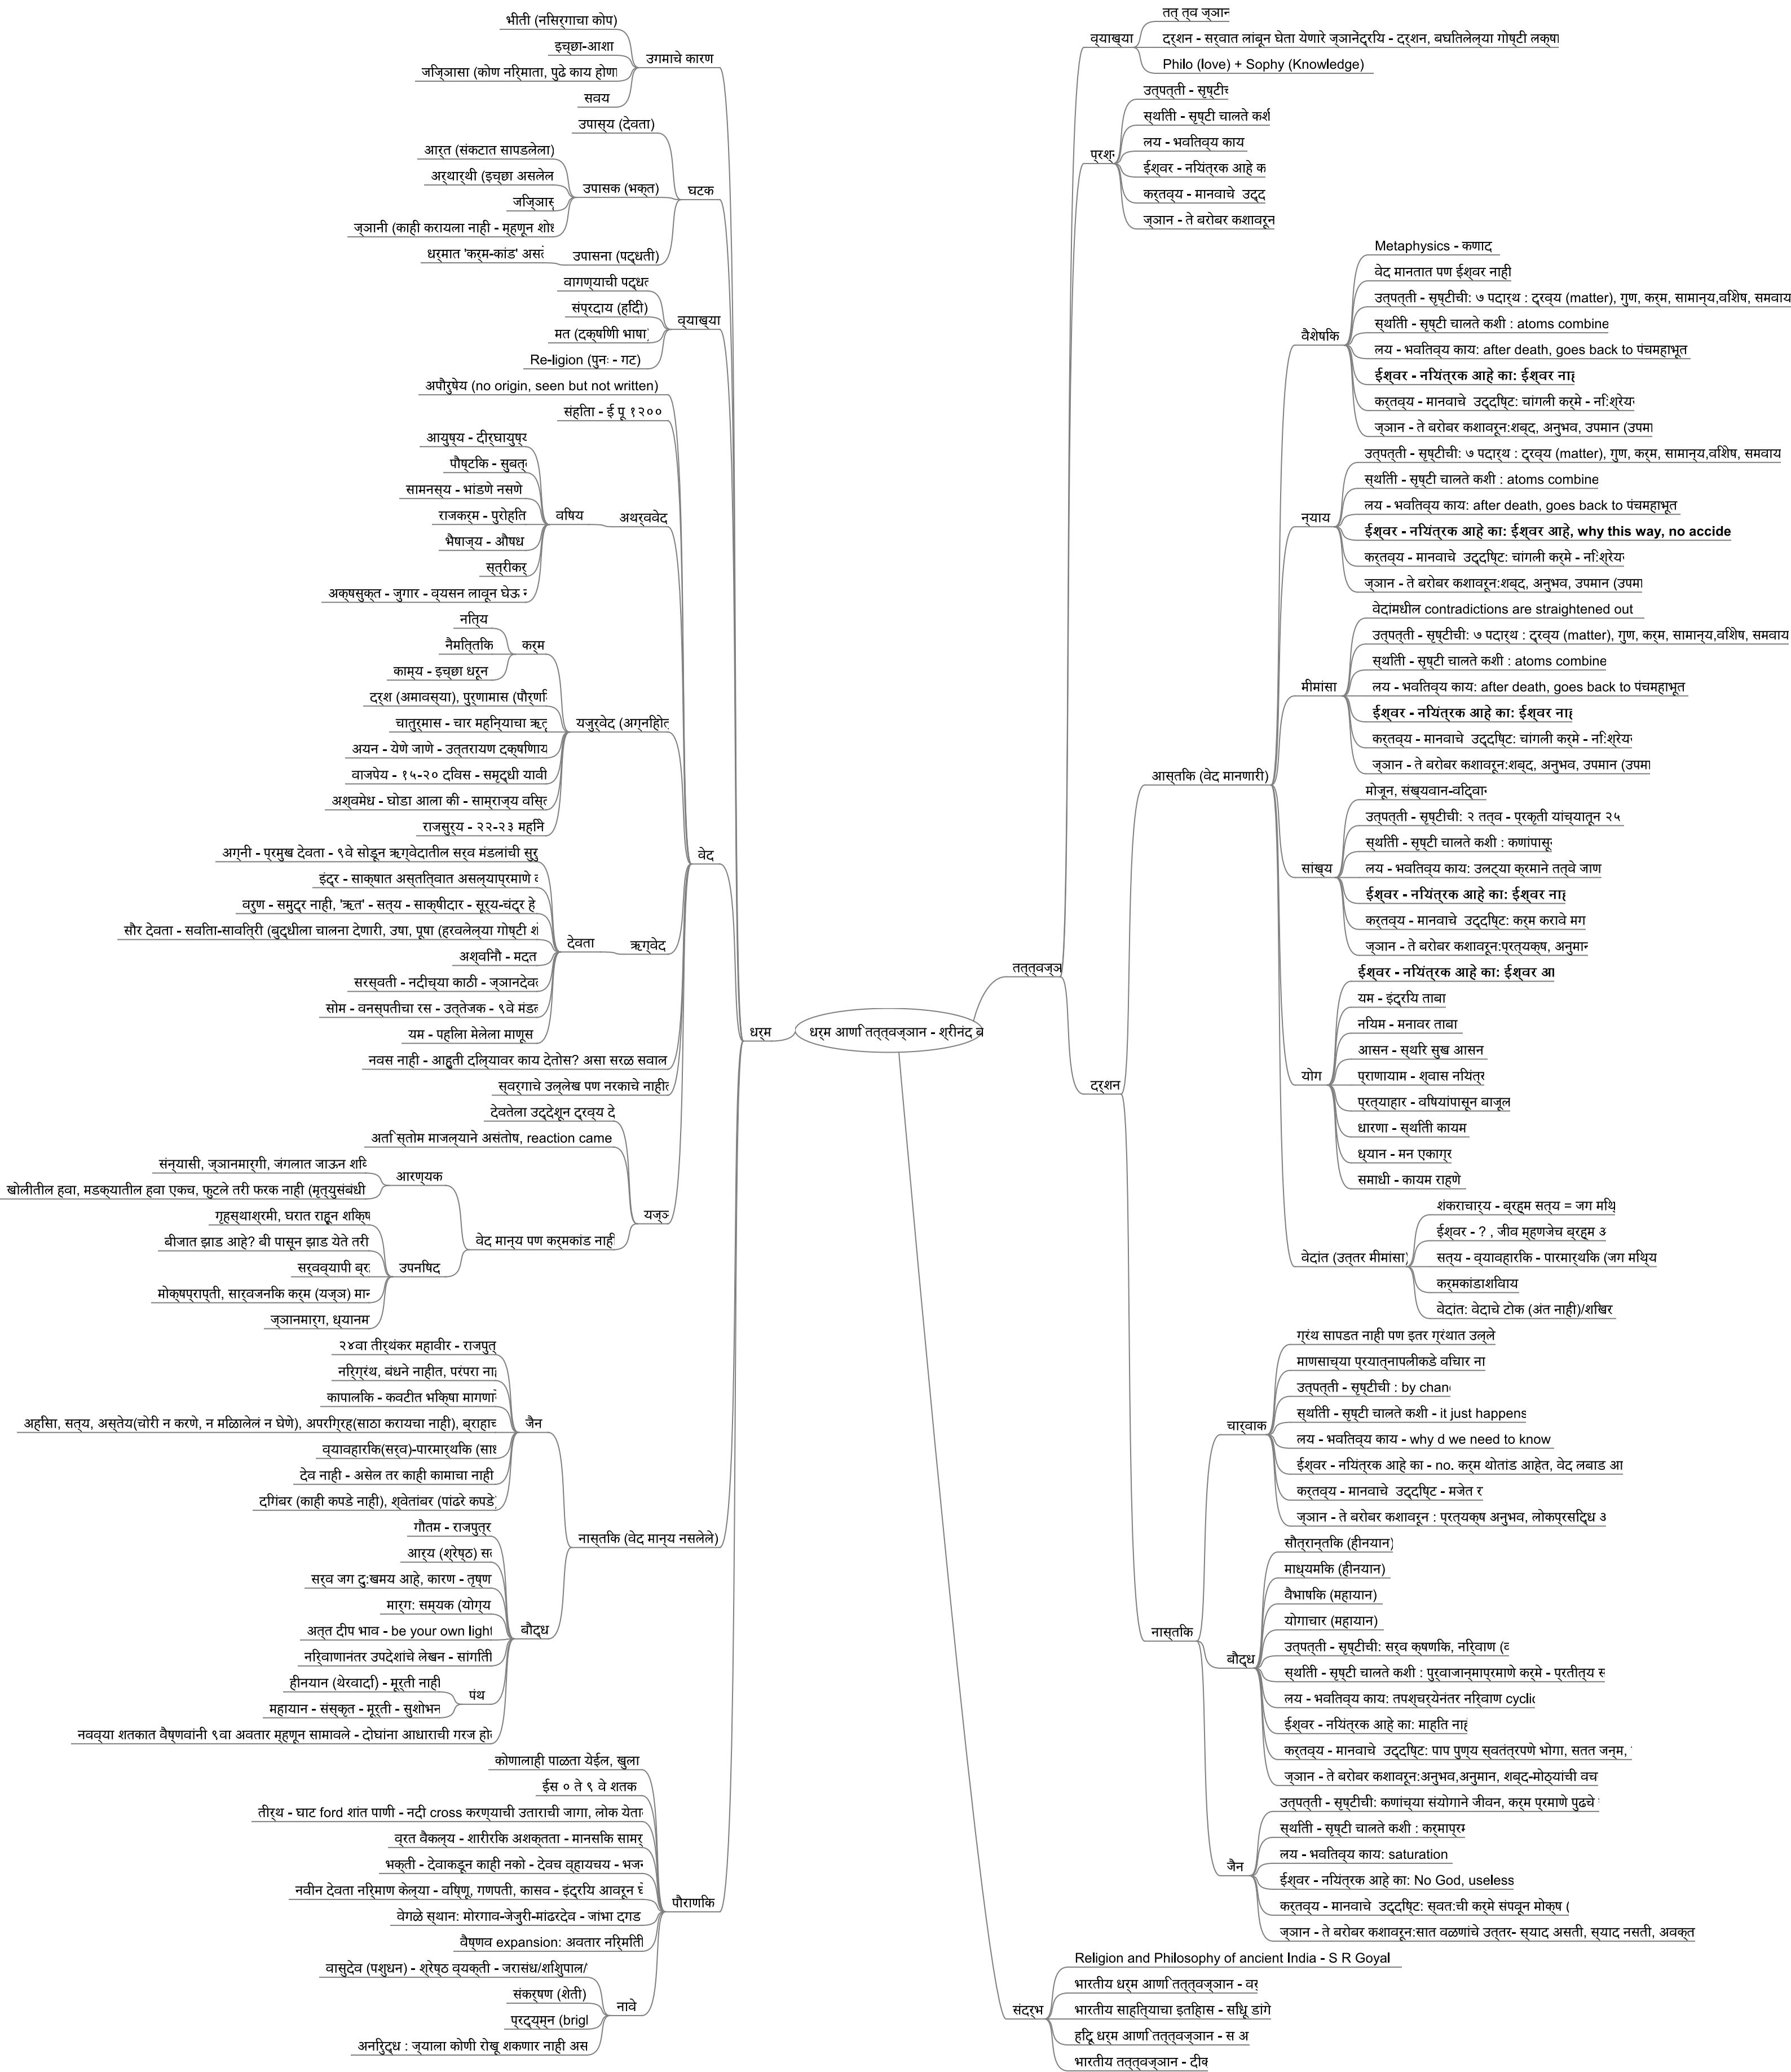 धर्म आणि तत्त्वज्ञान - श्रीनंद
धर्म
उगमाचे कारण
भीती (निसर्गाचा कोप)
इच्छा-आशा
जिज्ञासा (कोण निर्माता, पुढे काय
सवय
घटक
उपास्य (देवता)
उपासक (भक्त)
आर्त (संकटात सापडलेला)
अर्थार्थी (इच्छा
ज्ञानी (काही करायला नाही - म्हणून
उपासना (पद्धती)
धर्मात 'कर्म-कांड'
व्याख्या
वागण्याची
संप्रदाय (हिंदी)
मत (दक्षिणी भाषा)
Re-ligion (पुनः - गट)
वेद
अपौरुषेय (no origin, seen but not written)
संहिता - ई पू १२००
अथर्ववेद
विषय
आयुष्य - दीर्घायुष्य
पौष्टिक -
सामनस्य - भांडणे नसणे
राजकर्म - पुरोहित
भैषाज्य - औषध
अक्षसुक्त - जुगार - व्यसन लावून घेऊ
यजुर्वेद
कर्म
नित्य
नैमित्तिक
काम्य - इच्छा धरून
दर्श (अमावस्या), पुर्णामास
चातुर्मास - चार महिन्याचा
अयन - येणे जाणे - उत्तरायण
वाजपेय - १५-२० दिवस - समृद्धी यावी
अश्वमेध - घोडा आला की - साम्राज्य
राजसुर्य - २२-२३ महिने
ऋग्वेद
देवता
अग्नी - प्रमुख देवता - ९वे सोडून ऋग्वेदातील सर्व मंडलांची
इंद्र - साक्षात अस्तित्वात असल्याप्रमाणे
वरुण - समुद्र नाही, 'ऋत' - सत्य - साक्षीदार - सूर्य-चंद्र हे
सौर देवता - सविता-सावित्री (बुद्धीला चालना देणारी, उषा, पूषा (हरवलेल्या गोष्टी
अश्विनौ - मदत
सरस्वती - नदीच्या काठी -
सोम - वनस्पतीचा रस - उत्तेजक - ९वे
यम - पहिला मेलेला माणूस
नवस नाही - आहुती दिल्यावर काय देतोस? असा सरळ सवाल
स्वर्गाचे उल्लेख पण नरकाचे
यज्ञ
देवतेला उद्देशून द्रव्य
अति स्तोम माजल्याने असंतोष, reaction came
वेद मान्य पण कर्मकांड नाही
आरण्यक
संन्यासी, ज्ञानमार्गी, जंगलात जाऊन
खोलीतील हवा, मडक्यातील हवा एकच, फुटले तरी फरक नाही (मृत्युसंबंधी
उपनिषद
गृहस्थाश्रमी, घरात राहून
बीजात झाड आहे? बी पासून झाड येते तरी
सर्वव्यापी
मोक्षप्राप्ती, सार्वजनिक कर्म (यज्ञ)
ज्ञानमार्ग,
नास्तिक (वेद मान्य नसलेले)
जैन
२४वा तीर्थंकर महावीर -
निर्ग्रंथ, बंधने नाहीत, परंपरा
कापालिक - कवटीत भिक्षा
अहिंसा, सत्य, अस्तेय(चोरी न करणे, न मिळालेलं न घेणे), अपरिग्रह(साठा करायचा नाही),
व्यावहारिक(सर्व)-पारमार्थिक
देव नाही - असेल तर काही कामाचा नाही
दिगंबर (काही कपडे नाही), श्वेतांबर (पांढरे कपडे)
बौद्ध
गौतम - राजपुत्र
आर्य (श्रेष्ठ)
सर्व जग दु:खमय आहे, कारण -
मार्ग: सम्यक (योग्य
अत्त दीप भाव - be your own light
निर्वाणानंतर उपदेशांचे लेखन - सांगिती
पंथ
हीनयान (थेरवादी) - मूर्ती नाही
महायान - संस्कृत - मूर्ती - सुशोभन
नवव्या शतकात वैष्णवांनी ९वा अवतार म्हणून सामावले - दोघांना आधाराची गरज
पौराणिक
कोणालाही पाळता येईल, खुला
ईस ० ते ९ वे शतक
तीर्थ - घाट ford शांत पाणी - नदी cross करण्याची उताराची जागा, लोक
व्रत वैकल्य - शारीरिक अशक्तता - मानसिक
भक्ती - देवाकडून काही नको - देवच व्हायचय -
नवीन देवता निर्माण केल्या - विष्णू, गणपती, कासव - इंद्रिय आवरून
वेगळे स्थान: मोरगाव-जेजुरी-मांढरदेव - जांभा दगड
वैष्णव expansion: अवतार निर्मिती
नावे
वासुदेव (पशुधन) - श्रेष्ठ व्यक्ती - जरासंध/शिशुपाल/
संकर्षण (शेती)
प्रद्युम्न
अनिरुद्ध : ज्याला कोणी रोखू शकणार नाही
तत्त्वज्ञ
व्याख्या
तत् त्व ज्ञान
दर्शन - सर्वात लांबून घेता येणारे ज्ञानेंद्रिय - दर्शन, बघितलेल्या गोष्टी
Philo (love) + Sophy (Knowledge)
प्रश्न
उत्पत्ती -
स्थिती - सृष्टी चालते कशी
लय - भवितव्य काय
ईश्वर - नियंत्रक आहे
कर्तव्य - मानवाचे
ज्ञान - ते बरोबर कशावरून
दर्शन
आस्तिक (वेद मानणारी)
वैशेषिक
Metaphysics - कणाद
वेद मानतात पण ईश्वर नाही
उत्पत्ती - सृष्टीची: ७ पदार्थ : द्रव्य (matter), गुण, कर्म, सामान्य,विशेष, समवाय
स्थिती - सृष्टी चालते कशी : atoms combine
लय - भवितव्य काय: after death, goes back to पंचमहाभूत
ईश्वर - नियंत्रक आहे का: ईश्वर
कर्तव्य - मानवाचे उद्दिष्ट: चांगली कर्मे -
ज्ञान - ते बरोबर कशावरून:शब्द, अनुभव, उपमान
न्याय
उत्पत्ती - सृष्टीची: ७ पदार्थ : द्रव्य (matter), गुण, कर्म, सामान्य,विशेष, समवाय
स्थिती - सृष्टी चालते कशी : atoms combine
लय - भवितव्य काय: after death, goes back to पंचमहाभूत
ईश्वर - नियंत्रक आहे का: ईश्वर आहे, why this way, no accide
कर्तव्य - मानवाचे उद्दिष्ट: चांगली कर्मे -
ज्ञान - ते बरोबर कशावरून:शब्द, अनुभव, उपमान
मीमांसा
वेदांमधील contradictions are straightened out
उत्पत्ती - सृष्टीची: ७ पदार्थ : द्रव्य (matter), गुण, कर्म, सामान्य,विशेष, समवाय
स्थिती - सृष्टी चालते कशी : atoms combine
लय - भवितव्य काय: after death, goes back to पंचमहाभूत
ईश्वर - नियंत्रक आहे का: ईश्वर
कर्तव्य - मानवाचे उद्दिष्ट: चांगली कर्मे -
ज्ञान - ते बरोबर कशावरून:शब्द, अनुभव, उपमान
सांख्य
मोजून, संख्यवान-विद्वान
उत्पत्ती - सृष्टीची: २ तत्व - प्रकृती यांच्यातून २५
स्थिती - सृष्टी चालते कशी :
लय - भवितव्य काय: उलट्या क्रमाने तत्वे जाण
ईश्वर - नियंत्रक आहे का: ईश्वर
कर्तव्य - मानवाचे उद्दिष्ट: कर्म करावे मग
ज्ञान - ते बरोबर कशावरून:प्रत्यक्ष, अनुमान
योग
ईश्वर - नियंत्रक आहे का: ईश्वर
यम - इंद्रिय ताबा
नियम - मनावर ताबा
आसन - स्थिर सुख आसन
प्राणायाम - श्वास
प्रत्याहार - विषयांपासून
धारणा - स्थिती कायम
ध्यान - मन एकाग्र
समाधी - कायम राहणे
वेदांत (उत्तर मीमांसा)
शंकराचार्य - ब्रह्म सत्य = जग
ईश्वर - ? , जीव म्हणजेच ब्रह्म
सत्य - व्यावहारिक - पारमार्थिक (जग
कर्मकांडाशिवाय
वेदांत: वेदाचे टोक (अंत नाही)/शिखर
नास्तिक
चार्वाक
ग्रंथ सापडत नाही पण इतर ग्रंथात
माणसाच्या प्रयात्नापलीकडे विचार
उत्पत्ती - सृष्टीची : by
स्थिती - सृष्टी चालते कशी - it just happens
लय - भवितव्य काय - why d we need to know
ईश्वर - नियंत्रक आहे का - no. कर्म थोतांड आहेत, वेद लबाड
कर्तव्य - मानवाचे उद्दिष्ट - मजेत
ज्ञान - ते बरोबर कशावरून : प्रत्यक्ष अनुभव, लोकप्रसिद्ध
बौद्ध
सौत्रान्तिक (हीनयान)
माध्यमिक (हीनयान)
वैभाषिक (महायान)
योगाचार (महायान)
उत्पत्ती - सृष्टीची: सर्व क्षणिक, निर्वाण
स्थिती - सृष्टी चालते कशी : पुर्वाजान्माप्रमाणे कर्मे - प्रतीत्य
लय - भवितव्य काय: तपश्चर्येनंतर निर्वाण cyclic
ईश्वर - नियंत्रक आहे का: माहित
कर्तव्य - मानवाचे उद्दिष्ट: पाप पुण्य स्वतंत्रपणे भोगा, सतत जन्म,
ज्ञान - ते बरोबर कशावरून:अनुभव,अनुमान, शब्द-मोठ्यांची
जैन
उत्पत्ती - सृष्टीची: कणांच्या संयोगाने जीवन, कर्म प्रमाणे पुढचे
स्थिती - सृष्टी चालते कशी :
लय - भवितव्य काय: saturation
ईश्वर - नियंत्रक आहे का: No God, useless
कर्तव्य - मानवाचे उद्दिष्ट: स्वत:ची कर्मे संपवून मोक्ष (
ज्ञान - ते बरोबर कशावरून:सात वळणांचे उत्तर- स्याद असती, स्याद नसती,
संदर्भ
Religion and Philosophy of ancient India - S R Goyal
भारतीय धर्म आणि तत्त्वज्ञान -
भारतीय साहित्याचा इतिहास - सिंधू डांगे
हिंदू धर्म आणि तत्त्वज्ञान - स
भारतीय तत्त्वज्ञान -